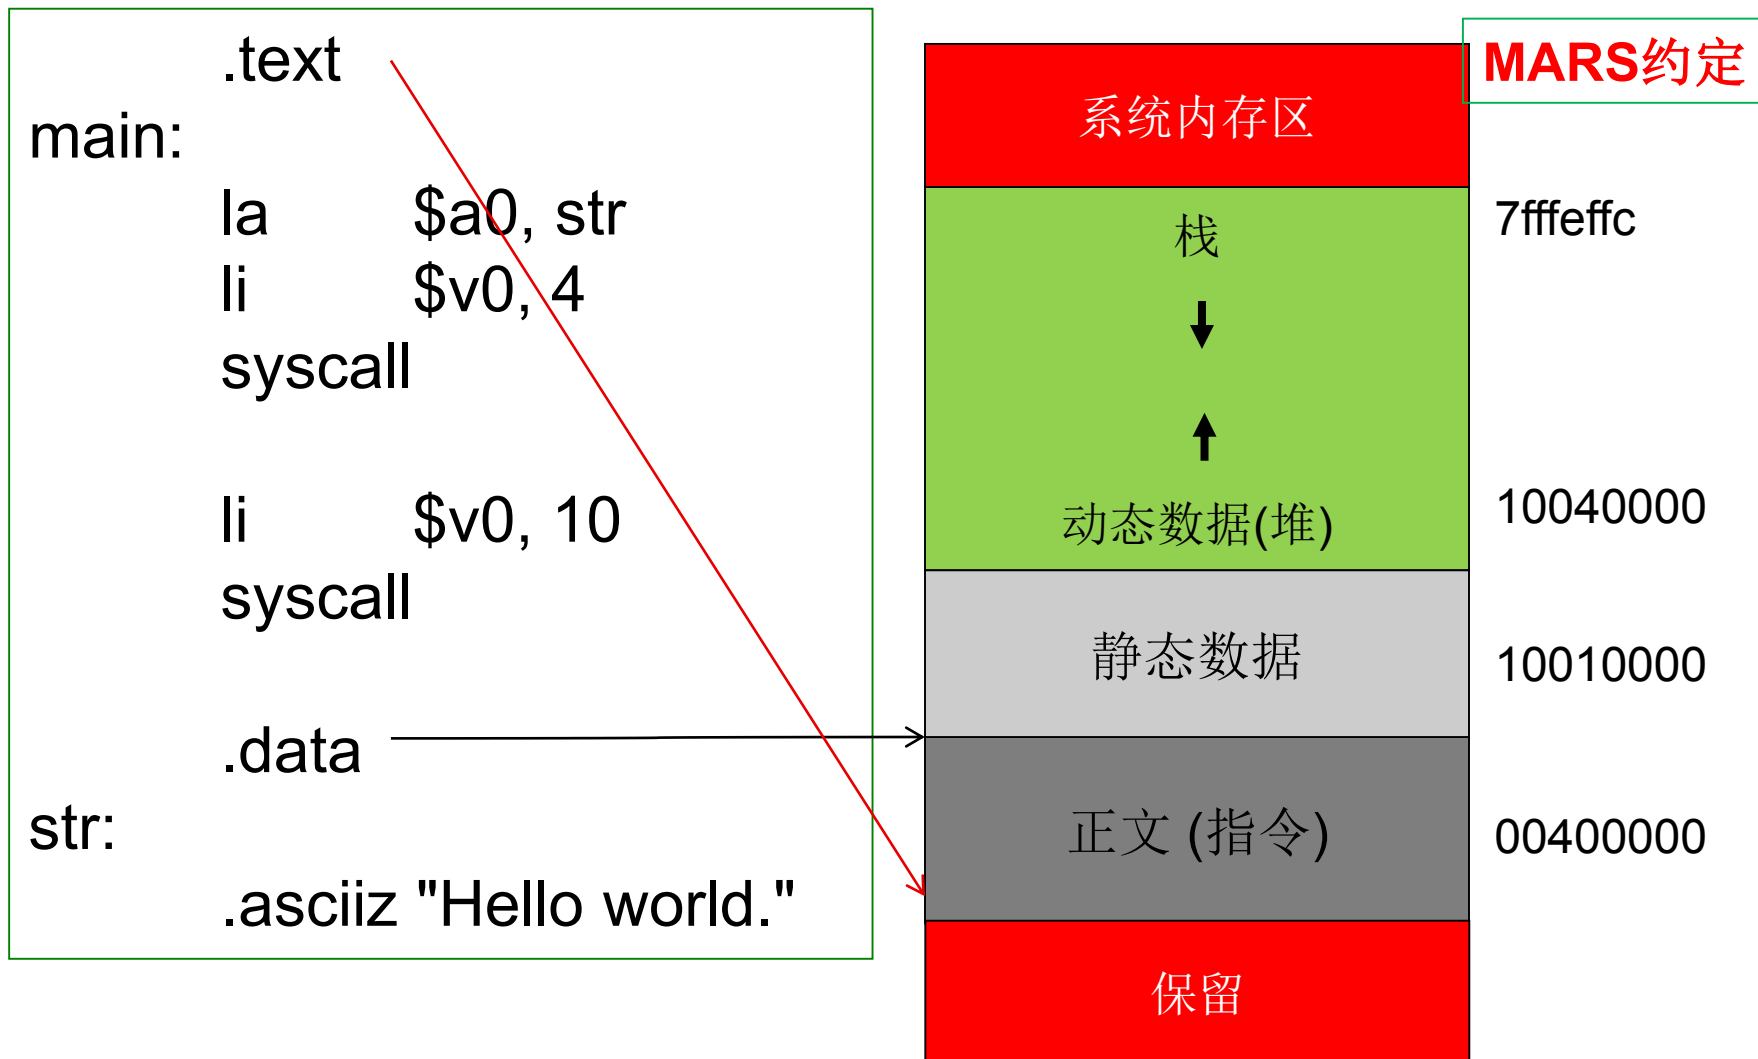 .text
main:
la $a0, str
li $v0, 4
syscall
li $v0, 10
syscall
.data
str:
.asciiz "Hello world."
MARS约定
系统内存区
栈
7fffeffc
动态数据(堆)
10040000
静态数据
10010000
正文 (指令)
00400000
保留